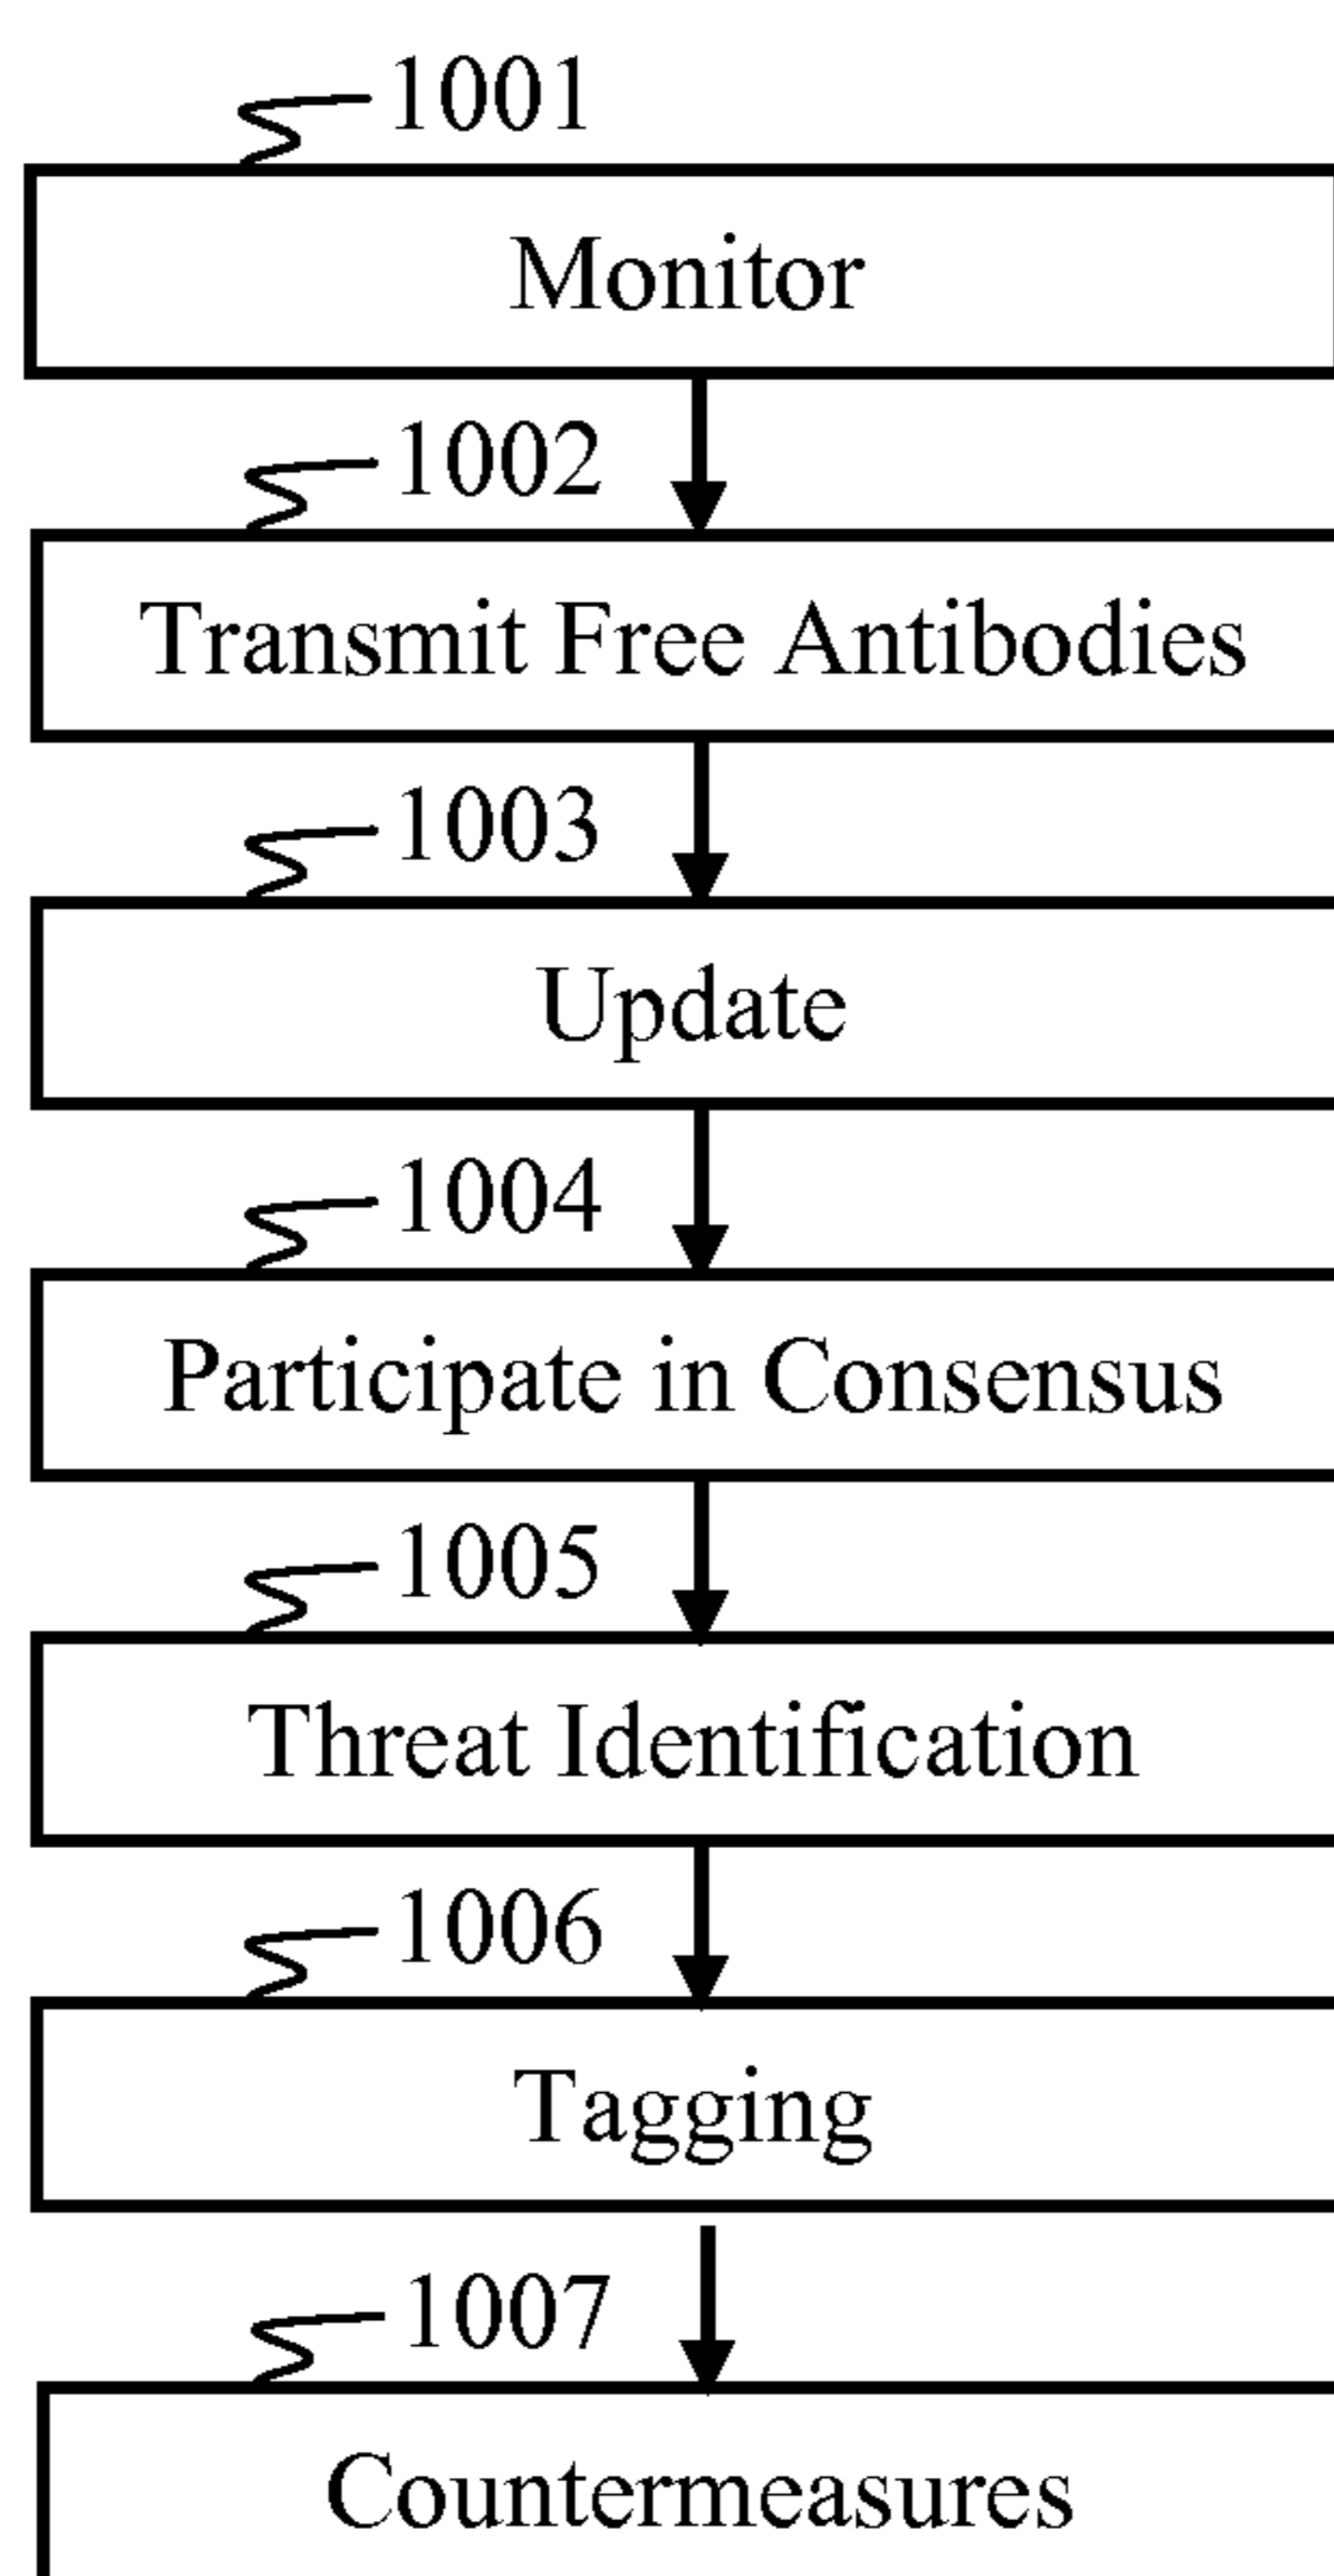 1001
Monitor
1002
Transmit Free Antibodies
1003
Update
1004
Participate in Consensus
1005
Threat Identification
1006
Tagging
1007
Countermeasures